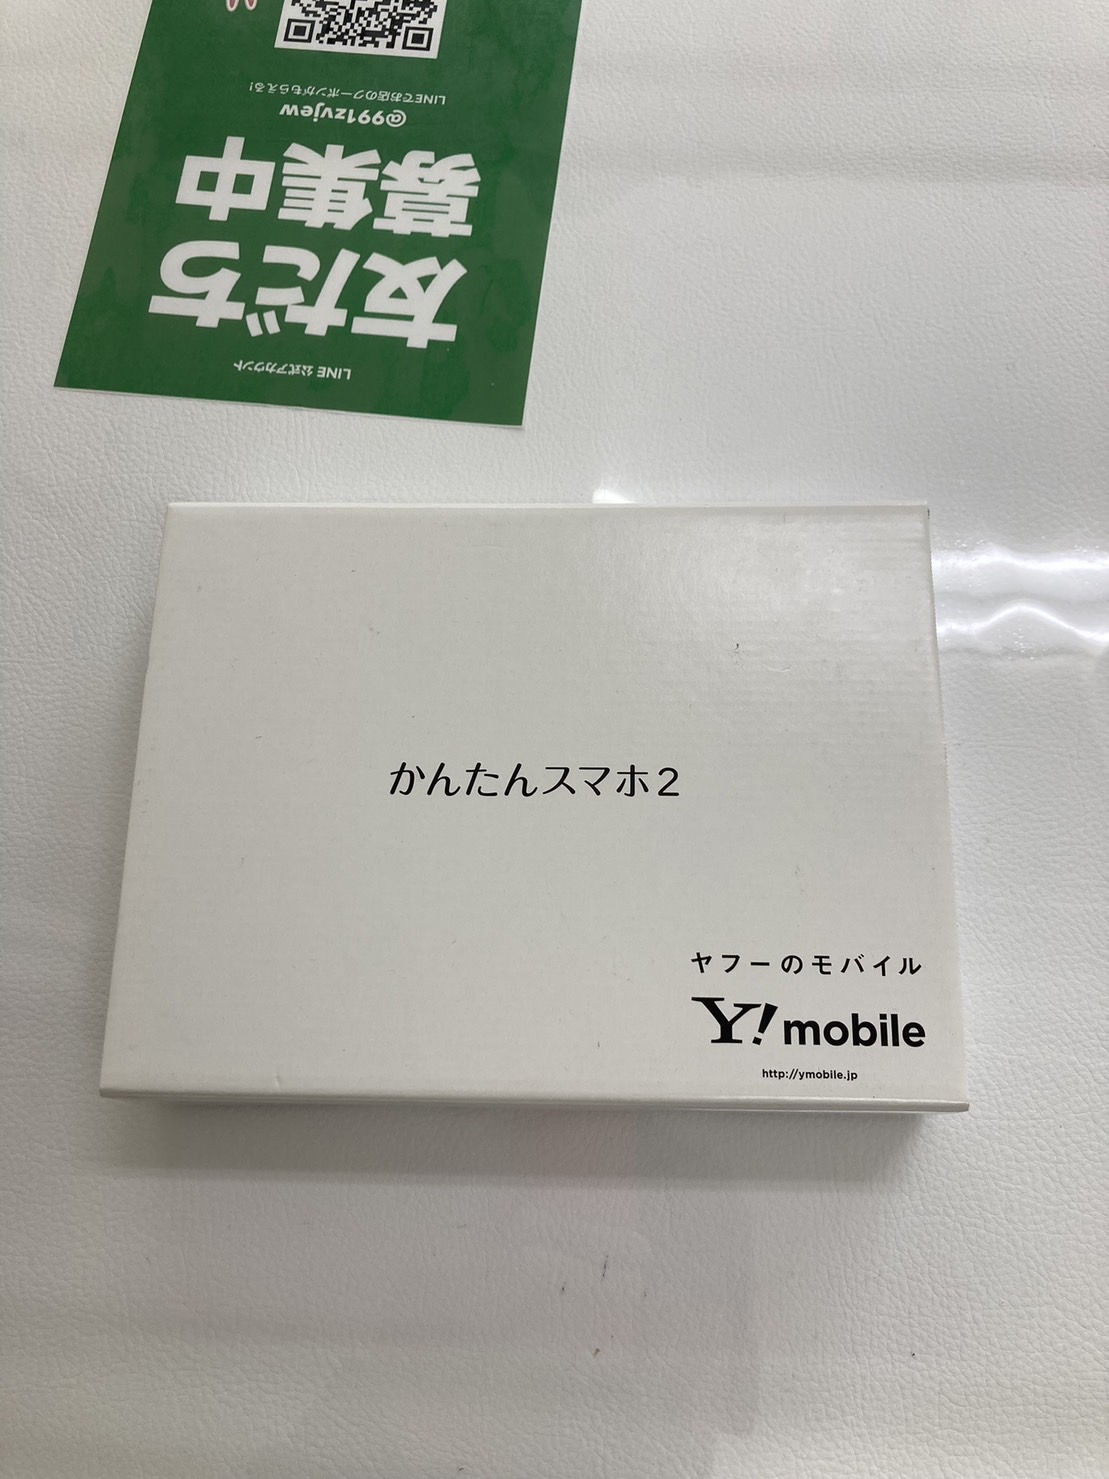 LINE 公式アカウント
友だち
募集中
@991zvjew
LINEでお店のクーポンがもらえる!
かんたんスマホ2
ヤフーのモバイル
Y!mobile
http://ymobile.jp